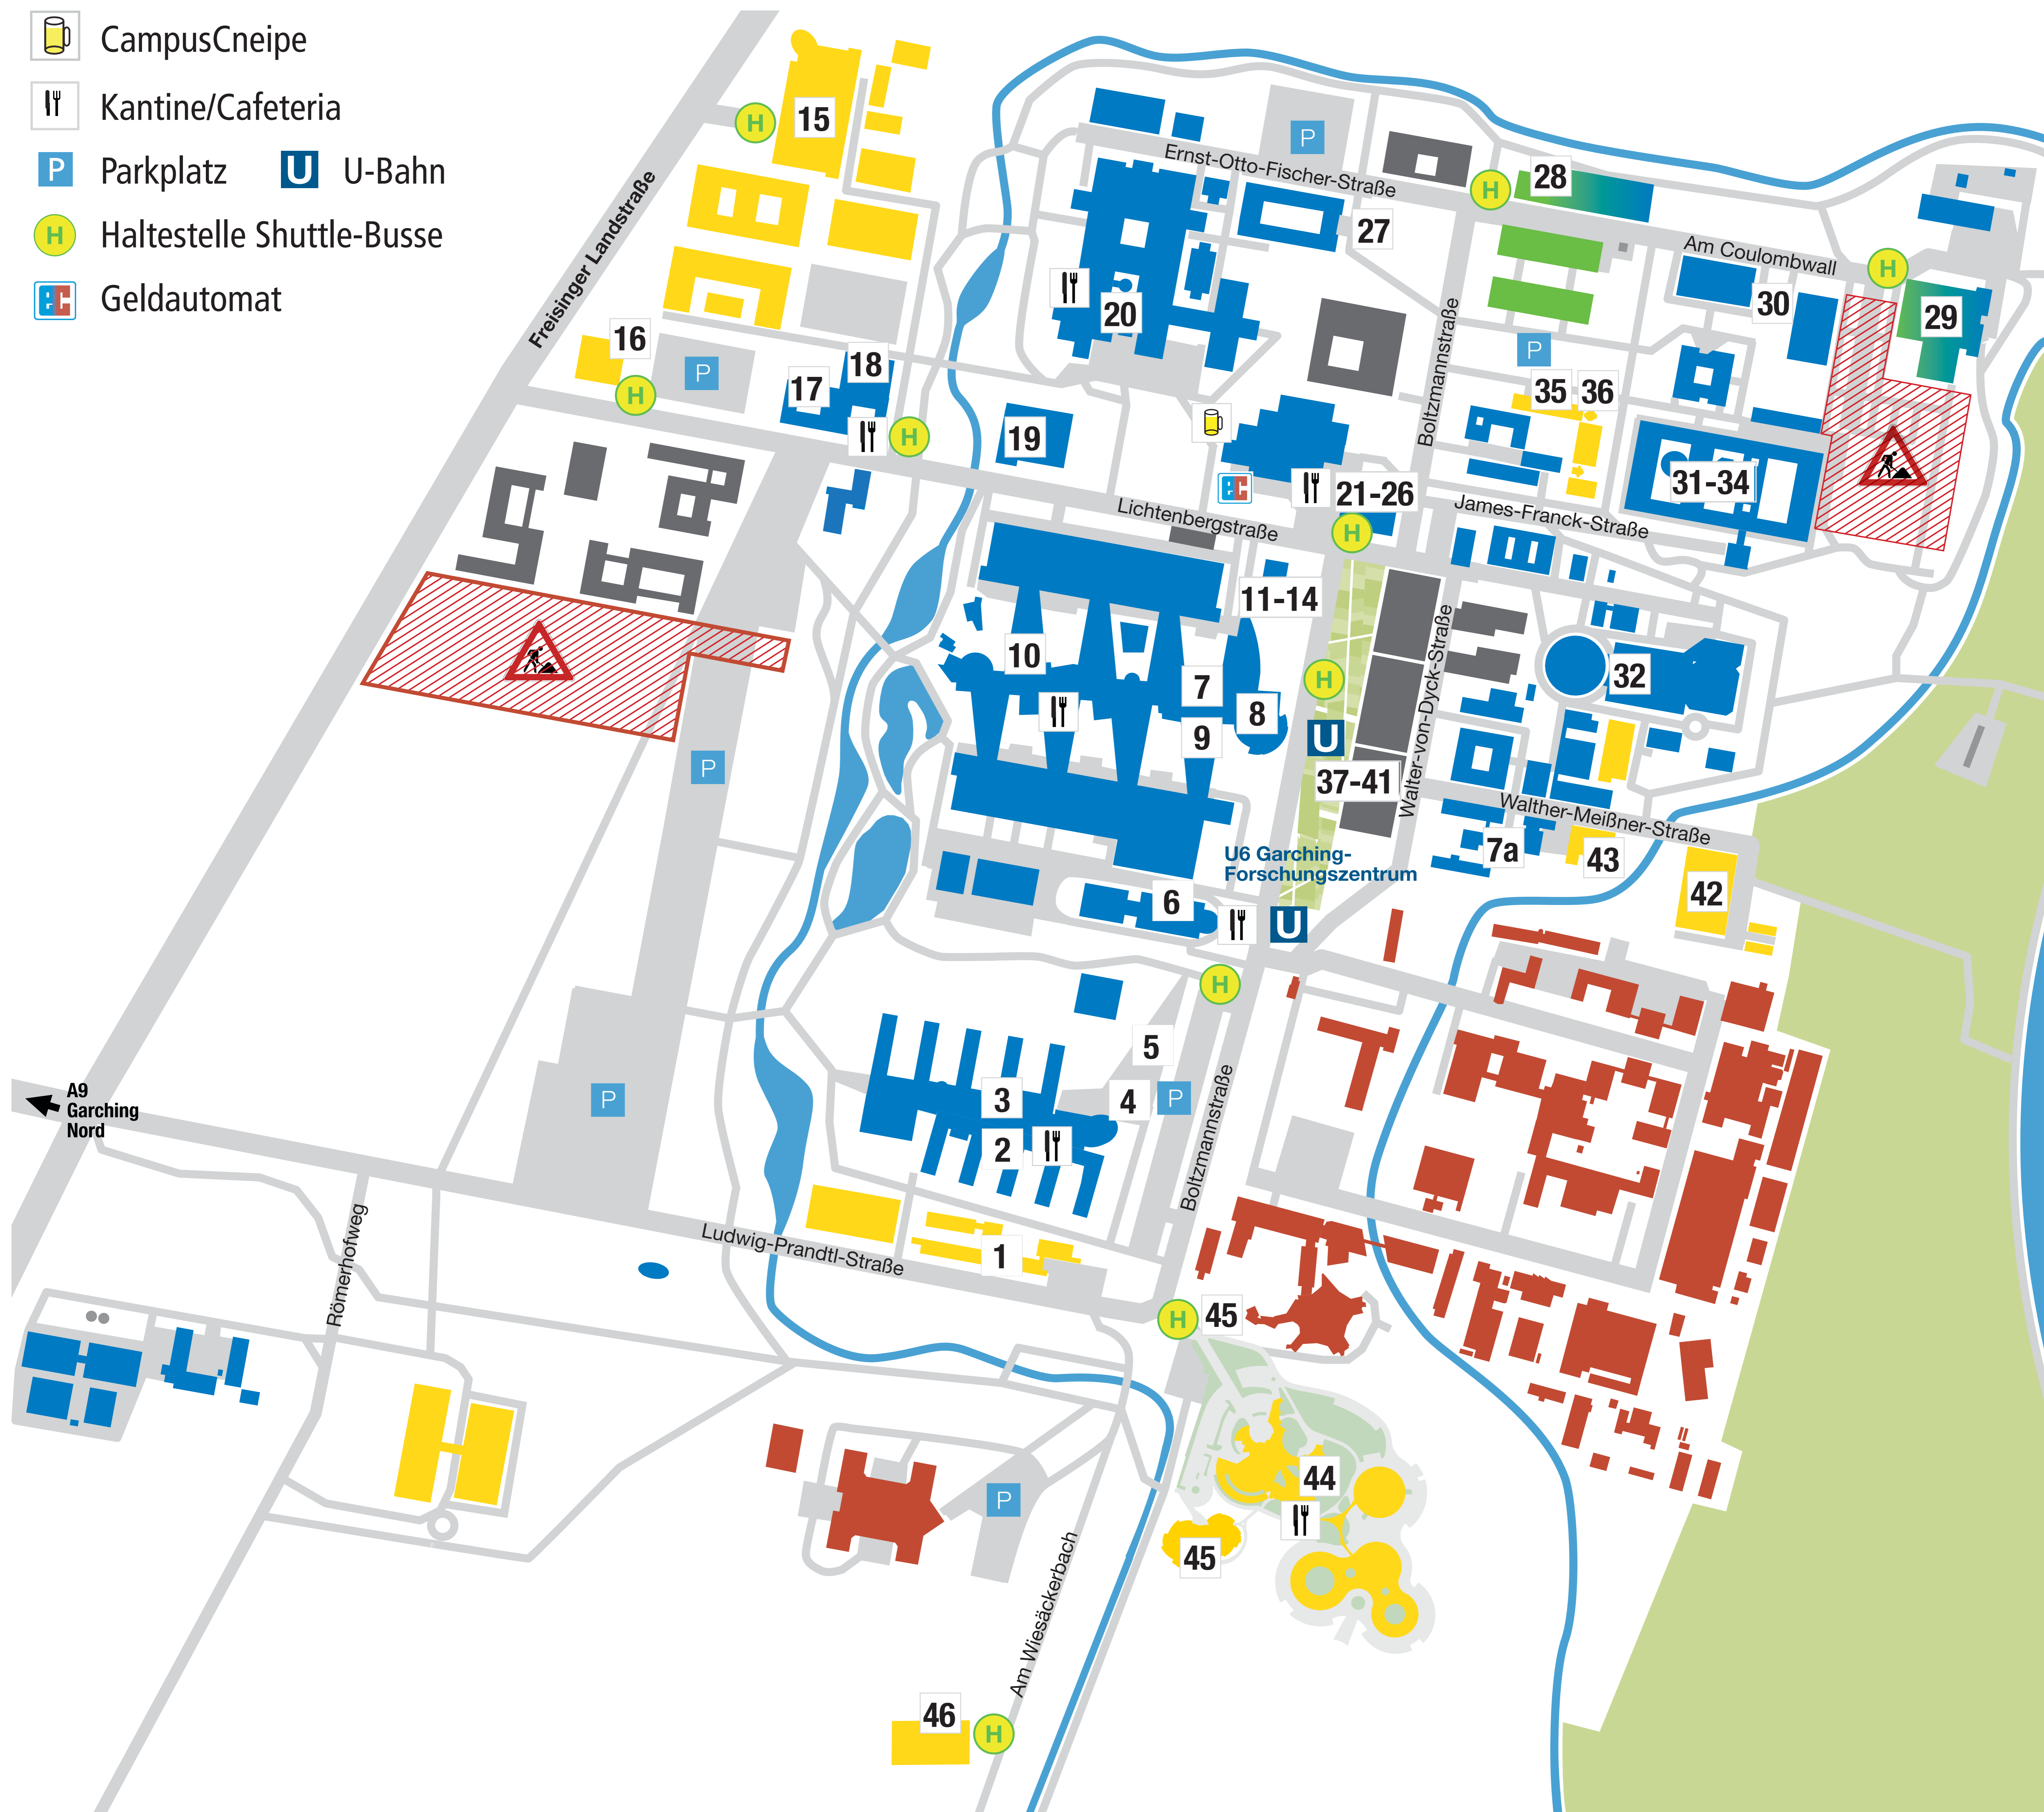 CampusCneipe
Kantine/Cafeteria
P Parkplatz U U-Bahn
H Haltestelle Shuttle-Busse
ec Geldautomat
H
15
Freisinger Landstraße
16
P
H
17
18
H
19
20
P
Ernst-Otto-Fischer-Straße
27
H
28
Am Coulombwall
H
29
30
Boltzmannstraße
P
35
36
31-34
ec
21-26
H
Lichtenbergstraße
James-Franck-Straße
11-14
10
7
8
9
H
U
37-41
Walter-von-Dyck-Straße
32
Walther-Meißner-Straße
7a
43
42
U6 Garching-
Forschungszentrum
6
U
H
P
P
5
3
4
P
2
Boltzmannstraße
A9
Garching
Nord
Römerhofweg
Ludwig-Prandtl-Straße
1
H
45
44
45
P
Am Wiesäckerbach
46
H